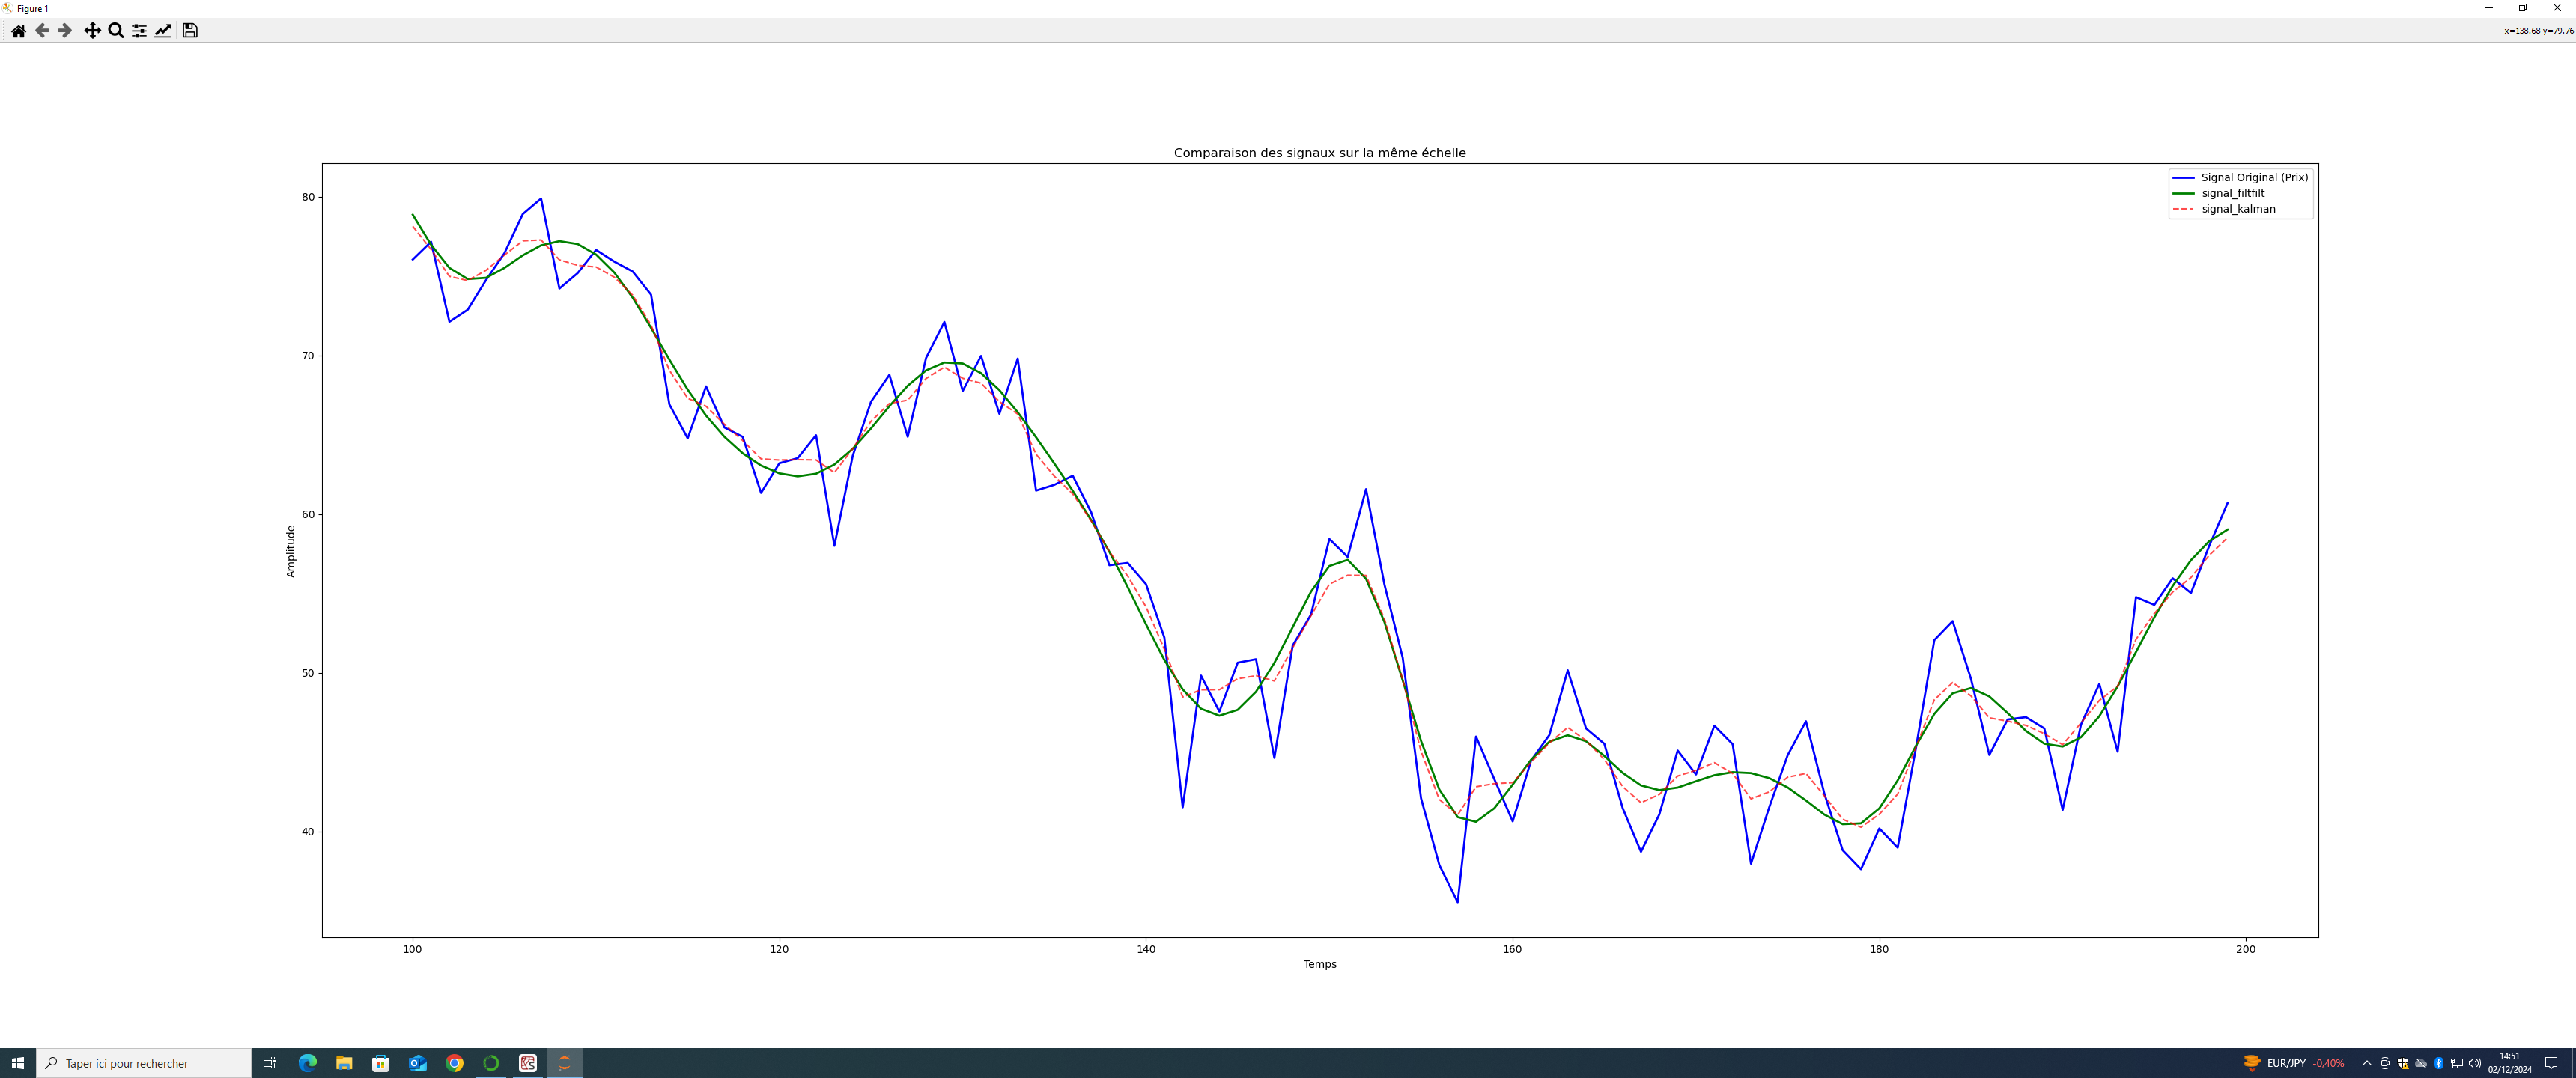 Figure 1
x=138.68 y=79.76
Comparaison des signaux sur la même échelle
Signal Original (Prix)
signal_filtfilt
signal_kalman
80
70
60
50
40
Amplitude
100
120
140
160
180
200
Temps
Taper ici pour rechercher
EUR/JPY -0,40%
14:51
02/12/2024